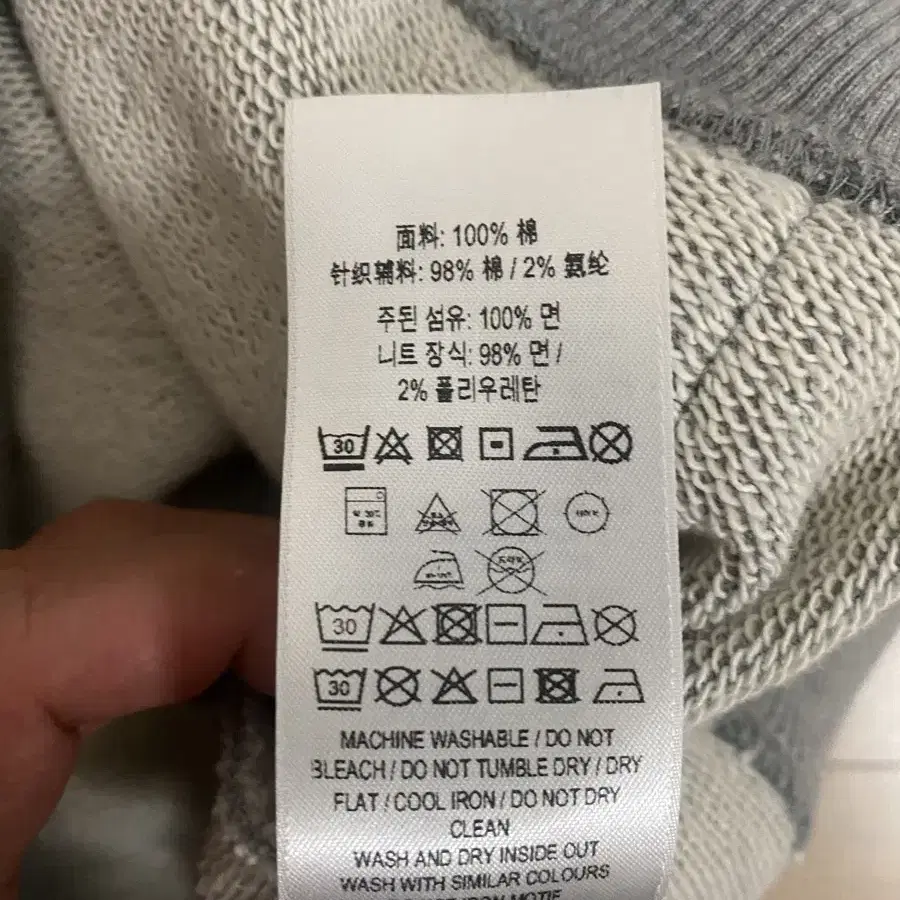 面料: 100% 棉
针织辅料: 98% 棉 / 2% 氨纶
주된 섬유: 100% 면
니트 장식: 98% 면 /
2% 폴리우레탄
30
30
30
MACHINE WASHABLE / DO NOT
BLEACH / DO NOT TUMBLE DRY / DRY
FLAT / COOL IRON / DO NOT DRY
CLEAN
WASH AND DRY INSIDE OUT
WASH WITH SIMILAR COLOURS
IRON MOTIF